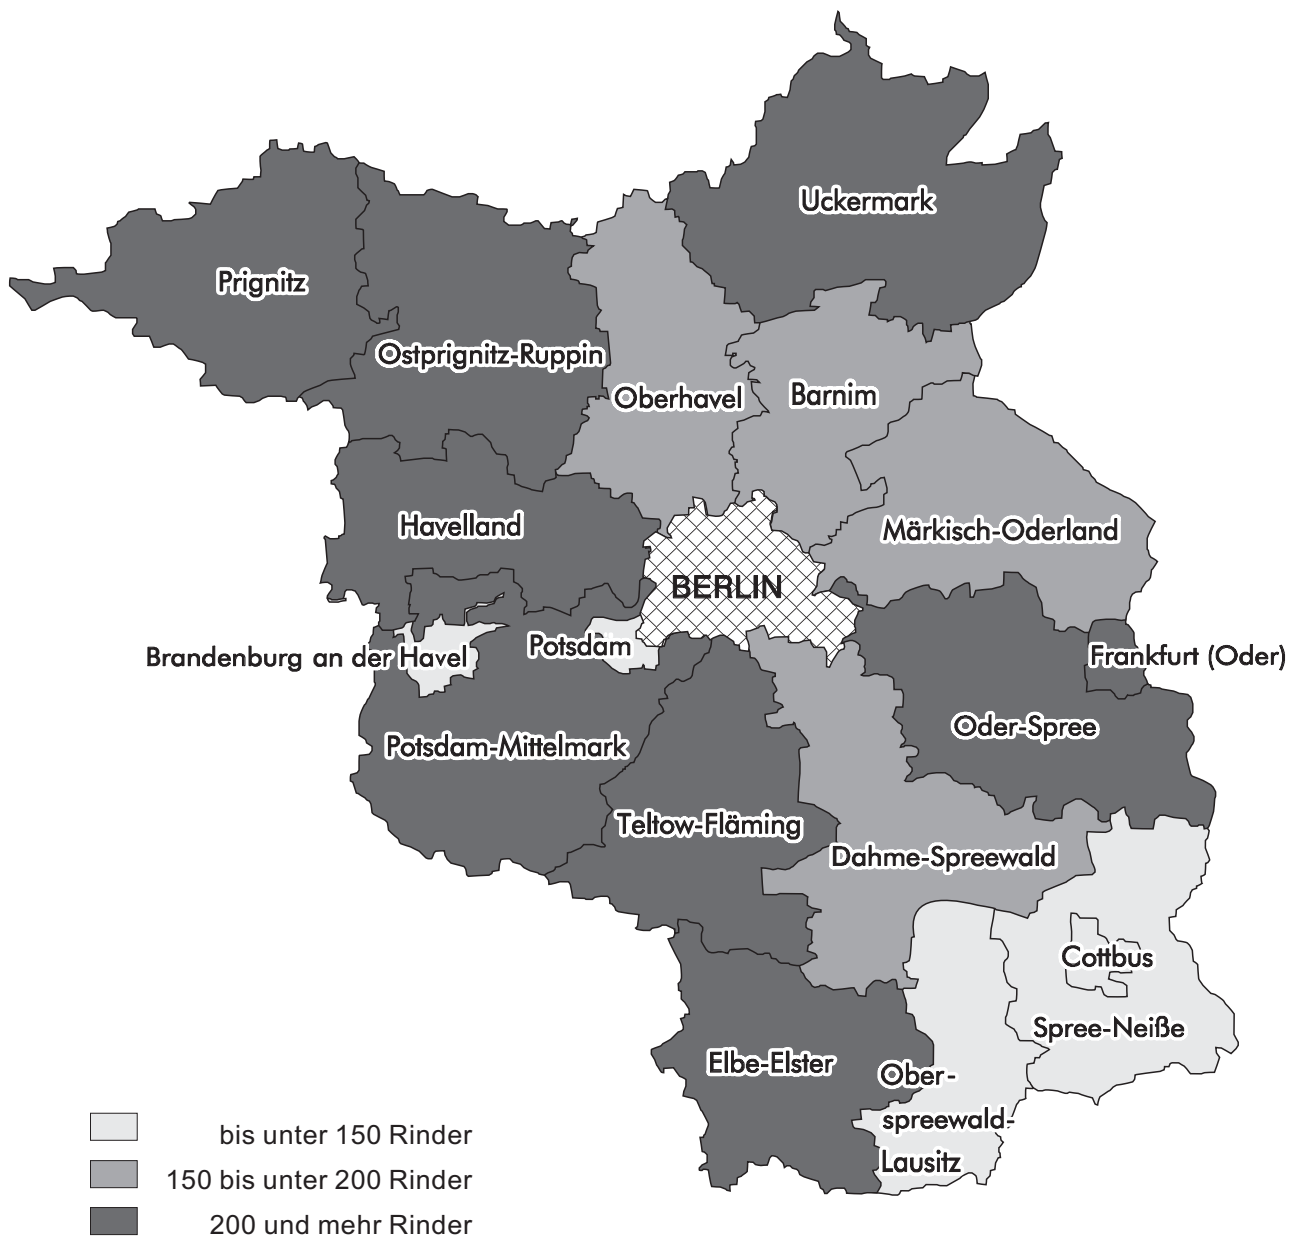 Uckermark
Prignitz
Ostprignitz-Ruppin
Oberhavel
Barnim
Havelland
Märkisch-Oderland
BERLIN
Potsdam
Brandenburg an der Havel
Frankfurt (Oder)
Oder-Spree
Potsdam-Mittelmark
Teltow-Fläming
Dahme-Spreewald
Cottbus
Spree-Neiße
Elbe-Elster
Ober-
spreewald-
Lausitz
bis unter 150 Rinder
150 bis unter 200 Rinder
200 und mehr Rinder